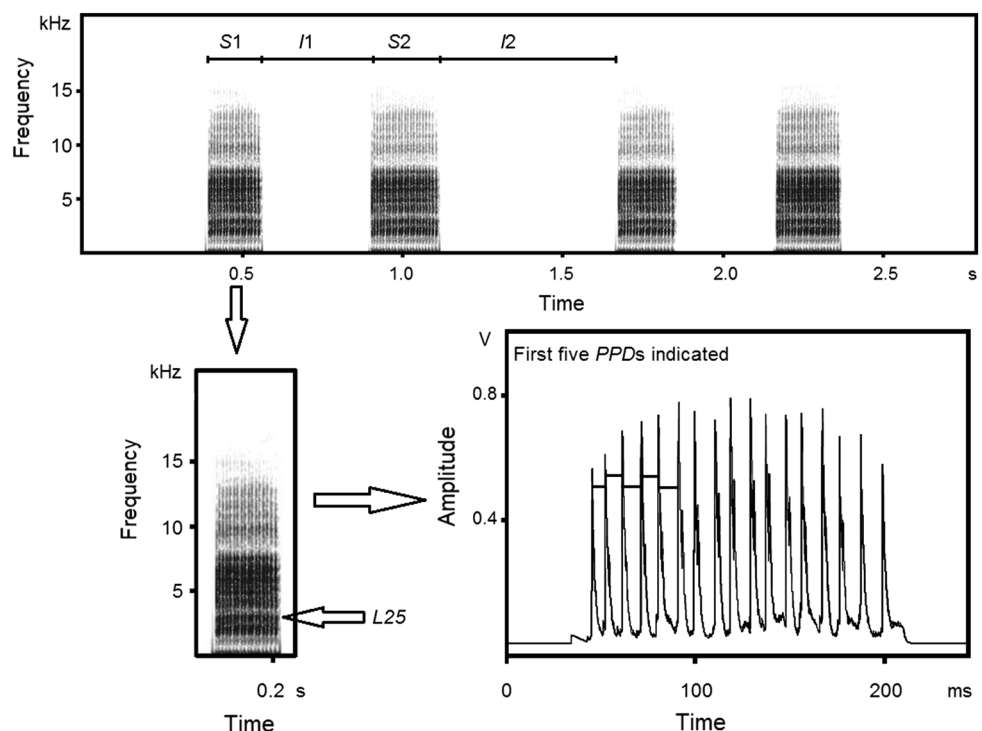 kHz
S1 I1 S2 I2
Frequency
15
10
5
0.5 1.0 1.5 2.0 2.5 s
Time
kHz
Frequency
15
10
5
L25
0.2 s
Time
V
First five PPDs indicated
Amplitude
0.8
0.4
0 100 200 ms
Time